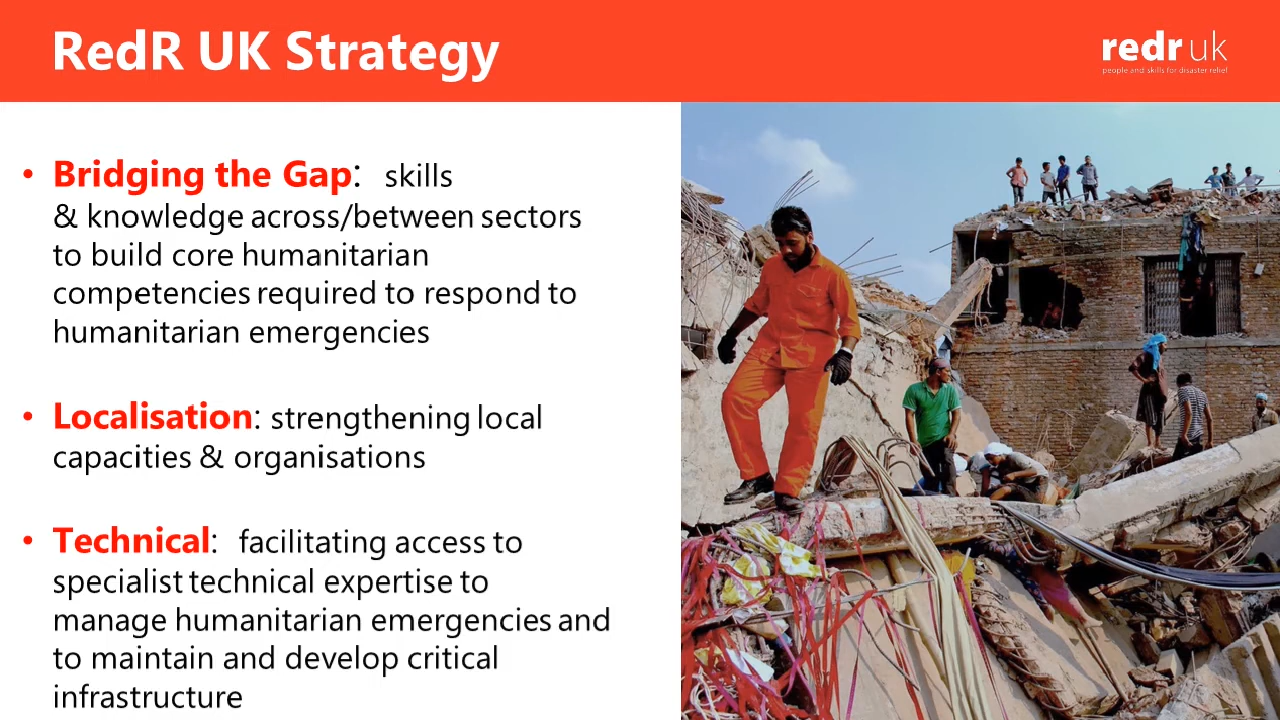 RedR UK Strategy
redr uk
people and skills for disaster relief
• Bridging the Gap: skills
& knowledge across/between sectors
to build core humanitarian
competencies required to respond to
humanitarian emergencies
• Localisation: strengthening local
capacities & organisations
• Technical: facilitating access to
specialist technical expertise to
manage humanitarian emergencies and
to maintain and develop critical
infrastructure